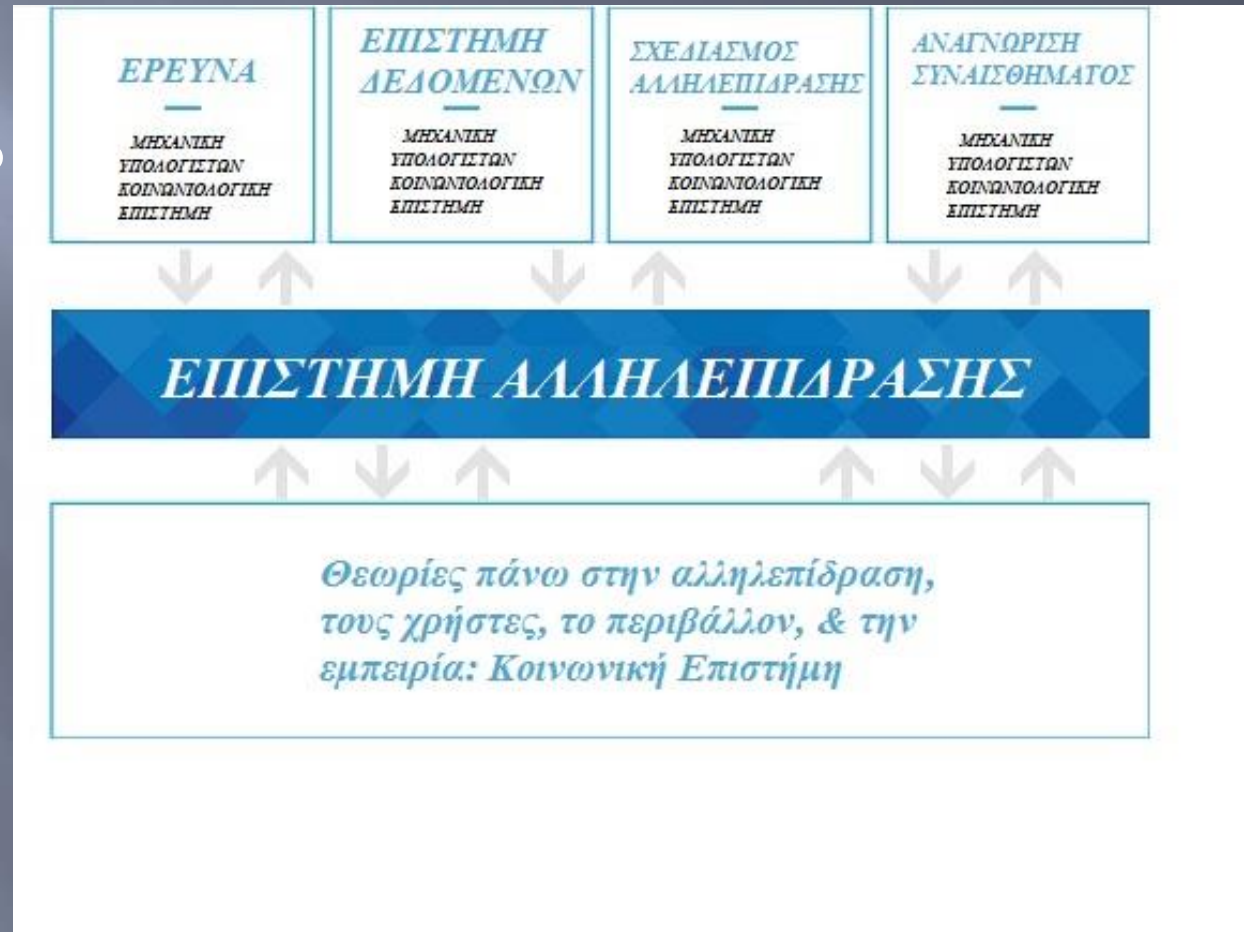 ΕΡΕΥΝΑ
ΜΗΧΑΝΙΚΗ
ΥΠΟΛΟΓΙΣΤΩΝ
ΚΟΙΝΩΝΙΟΛΟΓΙΚΗ
ΕΠΙΣΤΗΜΗ
ΕΠΙΣΤΗΜΗ
ΔΕΔΟΜΕΝΩΝ
ΜΗΧΑΝΙΚΗ
ΥΠΟΛΟΓΙΣΤΩΝ
ΚΟΙΝΩΝΙΟΛΟΓΙΚΗ
ΕΠΙΣΤΗΜΗ
ΣΧΕΔΙΑΣΜΟΣ
ΑΛΛΗΛΕΠΙΔΡΑΣΗΣ
ΜΗΧΑΝΙΚΗ
ΥΠΟΛΟΓΙΣΤΩΝ
ΚΟΙΝΩΝΙΟΛΟΓΙΚΗ
ΕΠΙΣΤΗΜΗ
ΑΝΑΓΝΩΡΙΣΗ
ΣΥΝΑΙΣΘΗΜΑΤΟΣ
ΜΗΧΑΝΙΚΗ
ΥΠΟΛΟΓΙΣΤΩΝ
ΚΟΙΝΩΝΙΟΛΟΓΙΚΗ
ΕΠΙΣΤΗΜΗ
ΕΠΙΣΤΗΜΗ ΑΛΛΗΛΕΠΙΔΡΑΣΗΣ
Θεωρίες πάνω στην αλληλεπίδραση,
τους χρήστες, το περιβάλλον, & την
εμπειρία: Κοινωνική Επιστήμη